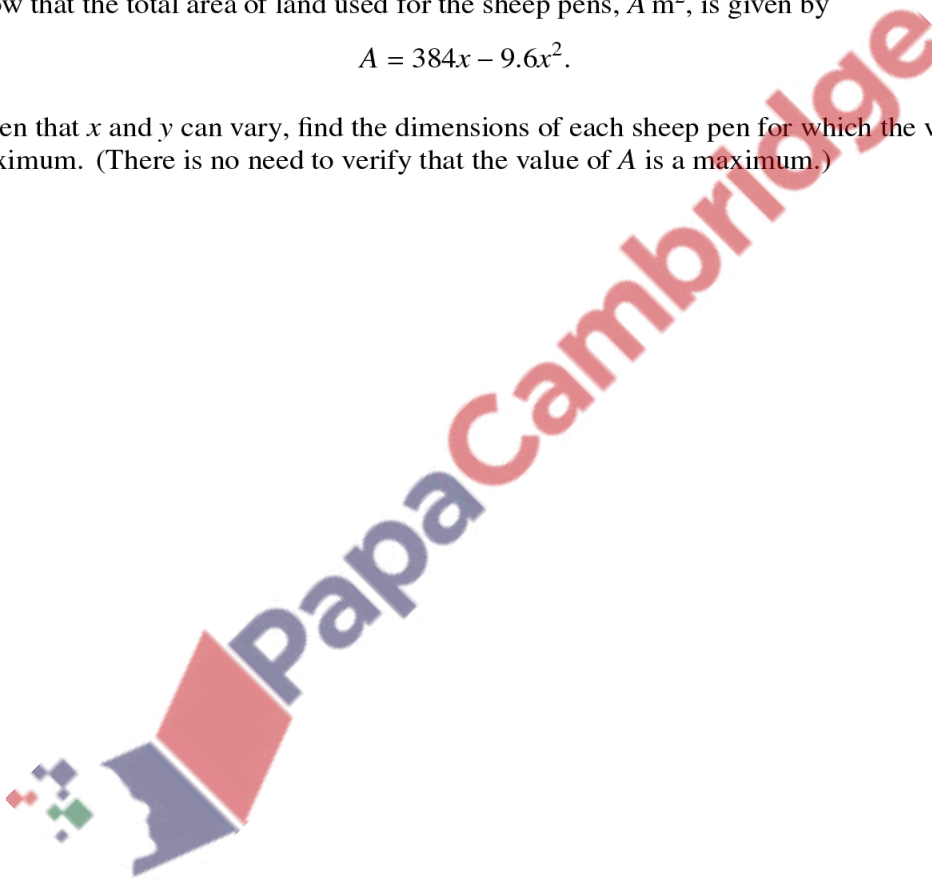 w that the total area of land used for the sheep pens, A m², is given by
A = 384x – 9.6x².
en that x and y can vary, find the dimensions of each sheep pen for which the v
ximum. (There is no need to verify that the value of A is a maximum.)
PapaCambridge